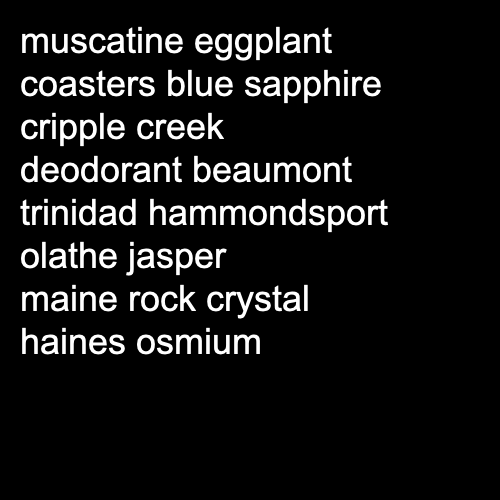 muscatine eggplant
coasters blue sapphire
cripple creek
deodorant beaumont
trinidad hammondsport
olathe jasper
maine rock crystal
haines osmium